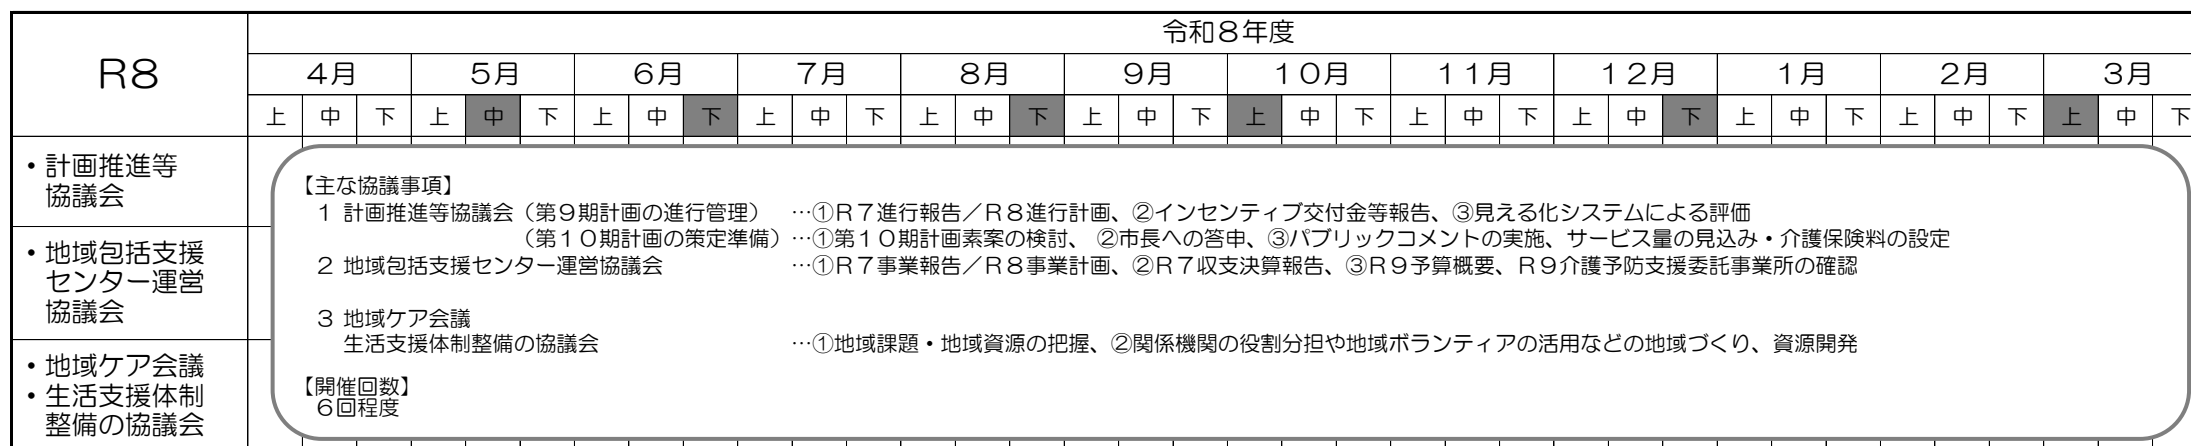 R8
令和８年度
４月 ５月 ６月 ７月 ８月 ９月 １０月 １１月 １２月 １月 ２月 ３月
上 中 下 上 中 下 上 中 下 上 中 下 上 中 下 上 中 下 上 中 下 上 中 下 上 中 下 上 中 下 上 中 下 上 中 下
・計画推進等
協議会
・地域包括支援
センター運営
協議会
・地域ケア会議
・生活支援体制
整備の協議会
【主な協議事項】
１ 計画推進等協議会（第９期計画の進行管理） …①Ｒ７進行報告／Ｒ８進行計画、②インセンティブ交付金等報告、③見える化システムによる評価
（第１０期計画の策定準備）…①第１０期計画素案の検討、 ②市長への答申、③パブリックコメントの実施、サービス量の見込み・介護保険料の設定
２ 地域包括支援センター運営協議会 …①Ｒ７事業報告／Ｒ８事業計画、②Ｒ７収支決算報告、③Ｒ９予算概要、Ｒ９介護予防支援委託事業所の確認
３ 地域ケア会議
生活支援体制整備の協議会 …①地域課題・地域資源の把握、②関係機関の役割分担や地域ボランティアの活用などの地域づくり、資源開発
【開催回数】
６回程度